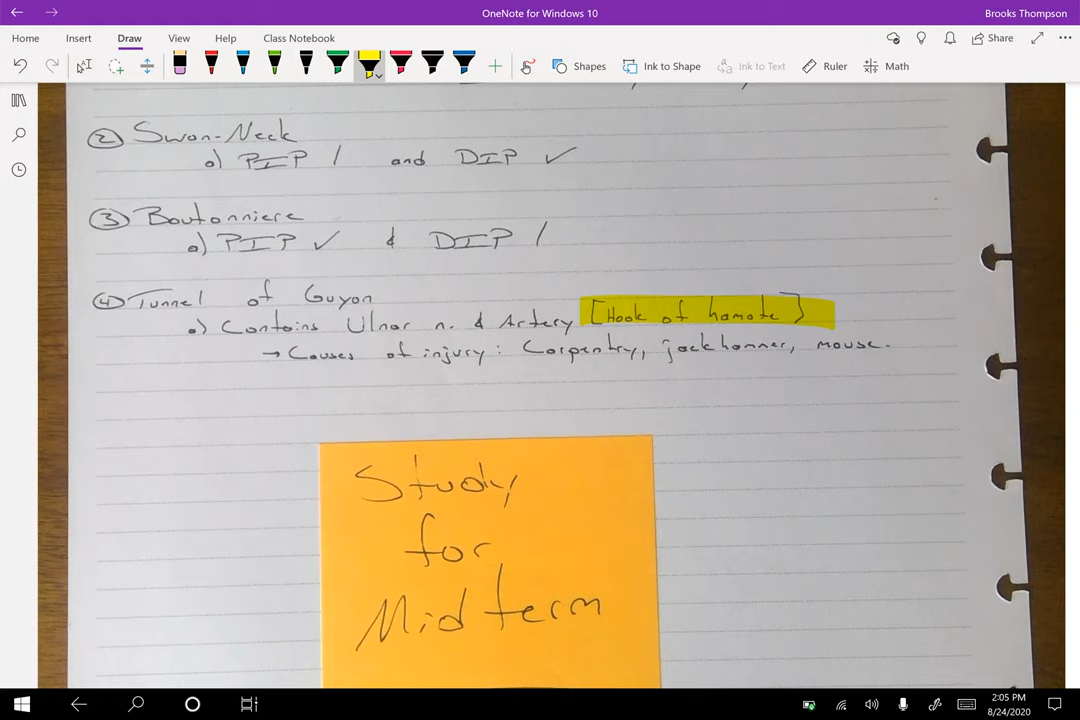 OneNote for Windows 10
Brooks Thompson
Home Insert Draw View Help Class Notebook
Share
Shapes Ink to Shape Ink to Text Ruler Math
② Swan-Neck
a) PIP / and DIP ✓
③ Boutonniere
a) PIP ✓ & DIP /
④ Tunnel of Guyon
a) Contains Ulnar n. & Artery [Hook of hamate]
→ Causes of injury: Carpentry, jackhammer, mouse.
Study
for
Midterm
2:05 PM
8/24/2020